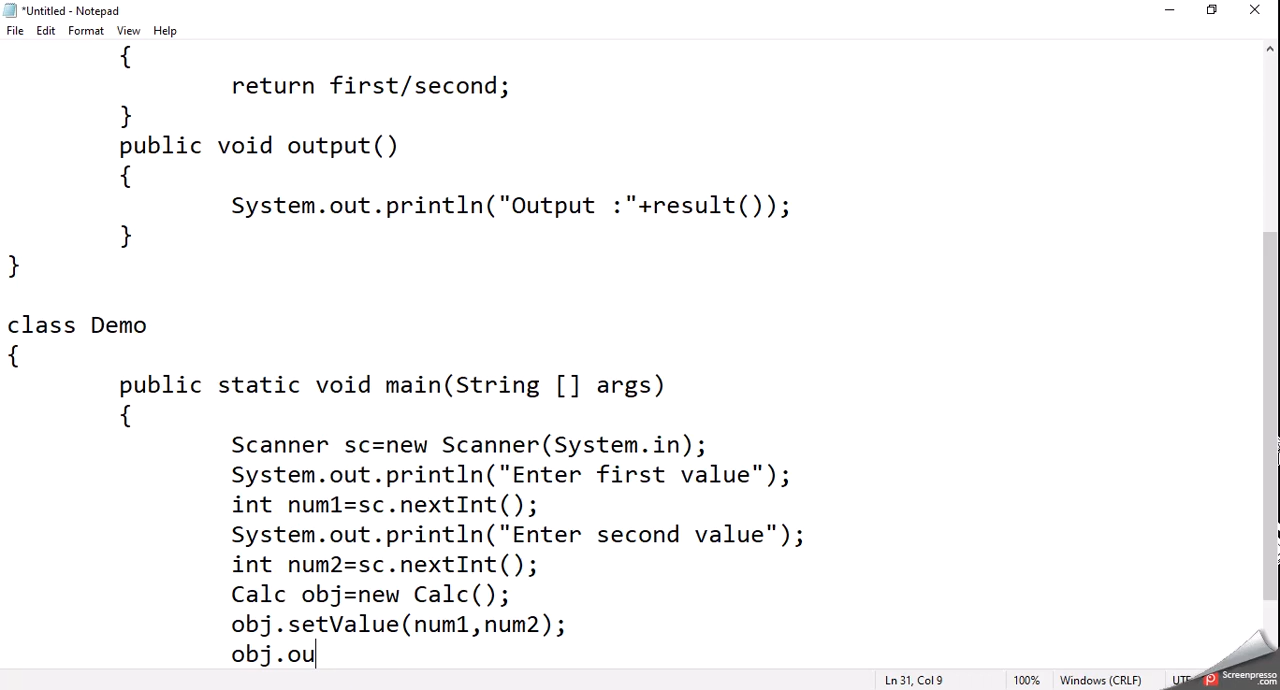 *Untitled - Notepad
File Edit Format View Help
{
return first/second;
}
public void output()
{
System.out.println("Output :"+result());
}
}
class Demo
{
public static void main(String [] args)
{
Scanner sc=new Scanner(System.in);
System.out.println("Enter first value");
int num1=sc.nextInt();
System.out.println("Enter second value");
int num2=sc.nextInt();
Calc obj=new Calc();
obj.setValue(num1,num2);
obj.ou
Ln 31, Col 9 100% Windows (CRLF)
Screenpresso
.com